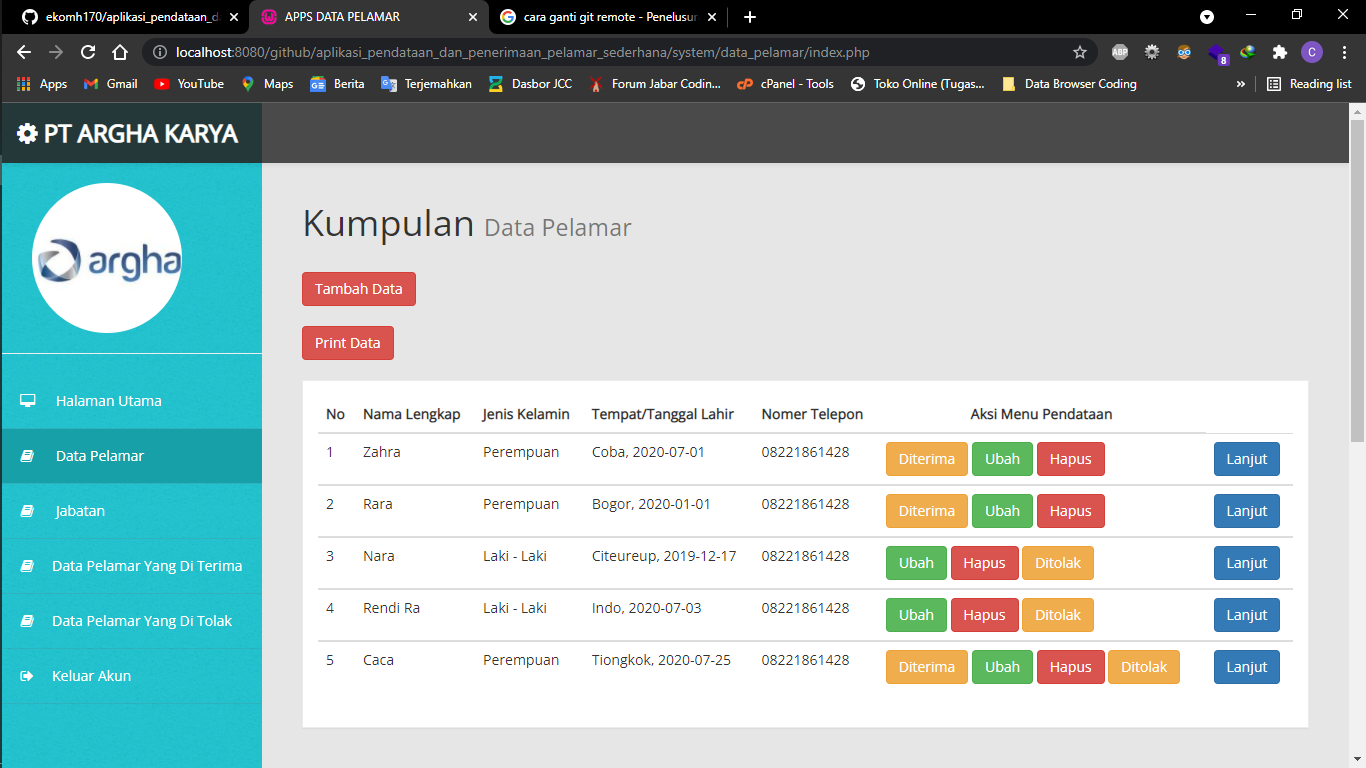 ekomh170/aplikasi_pendataan_d
APPS DATA PELAMAR
cara ganti git remote - Penelusur
localhost:8080/github/aplikasi_pendataan_dan_penerimaan_pelamar_sederhana/system/data_pelamar/index.php
ABP
8
C
Apps
Gmail
YouTube
Maps
Berita
Terjemahkan
Dasbor JCC
Forum Jabar Codin...
cPanel - Tools
Toko Online (Tugas...
Data Browser Coding
»
Reading list
PT ARGHA KARYA
argha
Halaman Utama
Data Pelamar
Jabatan
Data Pelamar Yang Di Terima
Data Pelamar Yang Di Tolak
Keluar Akun
Kumpulan Data Pelamar
Tambah Data
Print Data
No Nama Lengkap Jenis Kelamin Tempat/Tanggal Lahir Nomer Telepon Aksi Menu Pendataan
1 Zahra Perempuan Coba, 2020-07-01 08221861428 Diterima Ubah Hapus Lanjut
2 Rara Perempuan Bogor, 2020-01-01 08221861428 Diterima Ubah Hapus Lanjut
3 Nara Laki - Laki Citeureup, 2019-12-17 08221861428 Ubah Hapus Ditolak Lanjut
4 Rendi Ra Laki - Laki Indo, 2020-07-03 08221861428 Ubah Hapus Ditolak Lanjut
5 Caca Perempuan Tiongkok, 2020-07-25 08221861428 Diterima Ubah Hapus Ditolak Lanjut